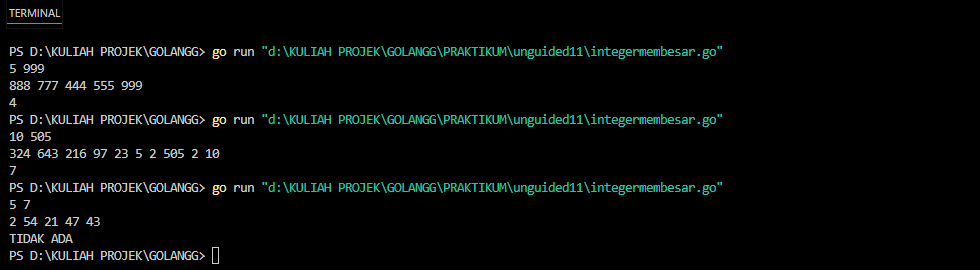 TERMINAL
PS D:\KULIAH PROJEK\GOLANGG> go run "d:\KULIAH PROJEK\GOLANGG\PRAKTIKUM\unguided11\integermembesar.go"
5 999
888 777 444 555 999
4
PS D:\KULIAH PROJEK\GOLANGG> go run "d:\KULIAH PROJEK\GOLANGG\PRAKTIKUM\unguided11\integermembesar.go"
10 505
324 643 216 97 23 5 2 505 2 10
7
PS D:\KULIAH PROJEK\GOLANGG> go run "d:\KULIAH PROJEK\GOLANGG\PRAKTIKUM\unguided11\integermembesar.go"
5 7
2 54 21 47 43
TIDAK ADA
PS D:\KULIAH PROJEK\GOLANGG>